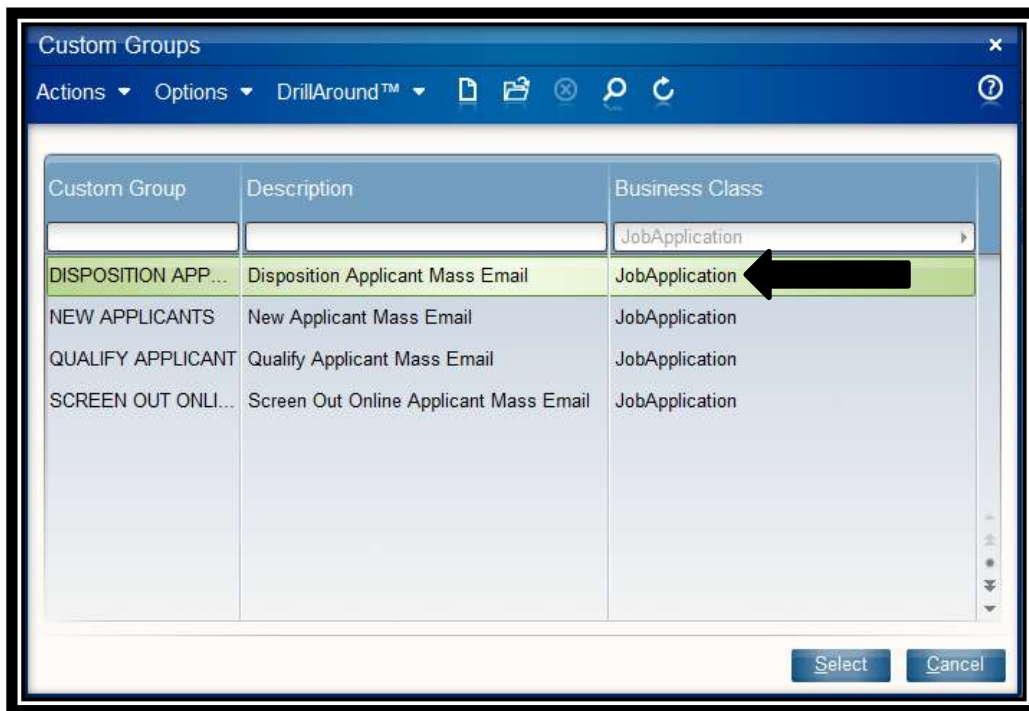 Custom Groups
Actions Options DrillAround™
Custom Group Description Business Class
JobApplication
DISPOSITION APP... Disposition Applicant Mass Email JobApplication
NEW APPLICANTS New Applicant Mass Email JobApplication
QUALIFY APPLICANT Qualify Applicant Mass Email JobApplication
SCREEN OUT ONLI... Screen Out Online Applicant Mass Email JobApplication
Select Cancel